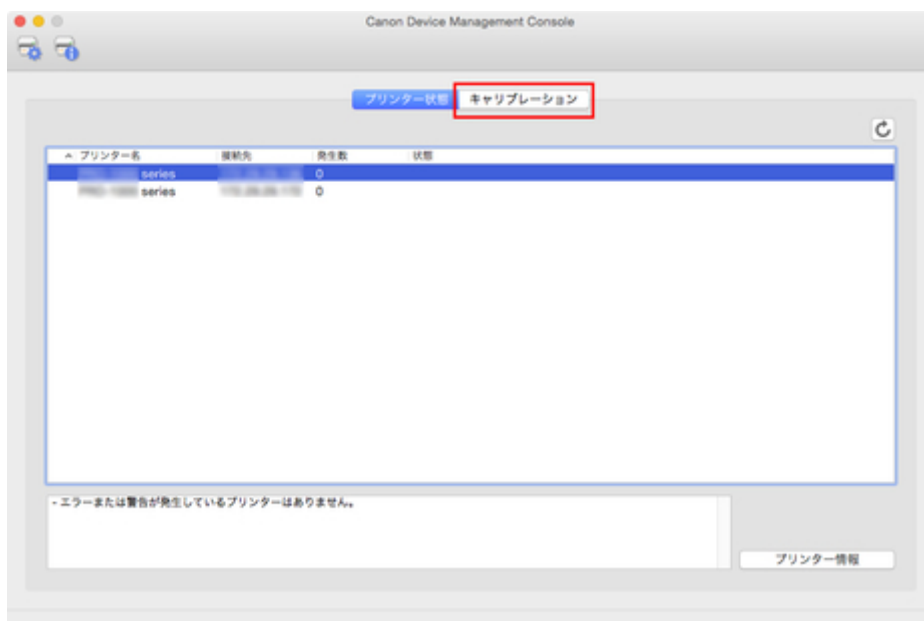 Canon Device Management Console
プリンター状態 キャリブレーション
プリンター名 接続先 発生数 状態
series 0
series 0
- エラーまたは警告が発生しているプリンターはありません。
プリンター情報